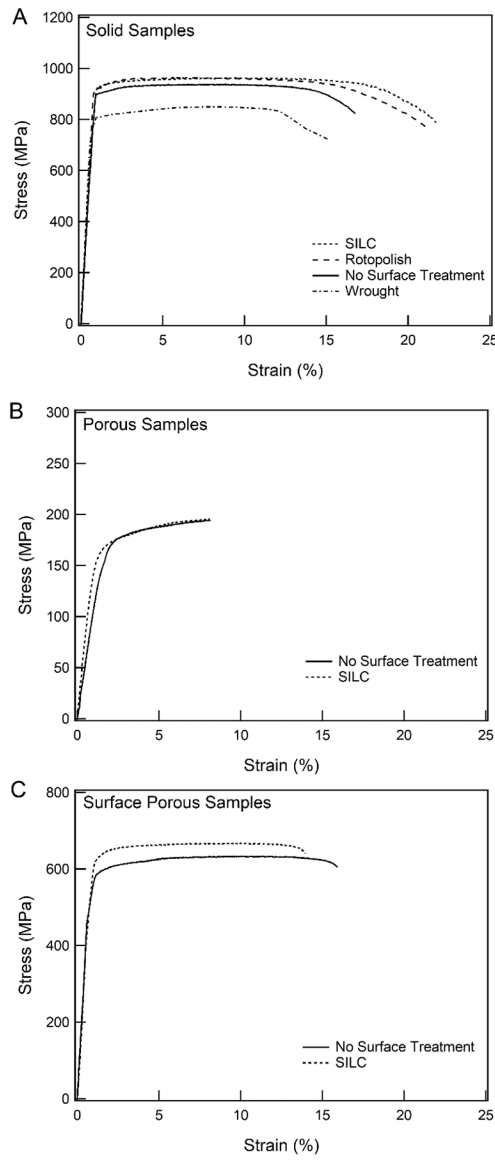 A
Solid Samples
1200
1000
800
600
400
200
0
Stress (MPa)
SILC
Rotopolish
No Surface Treatment
Wrought
0 5 10 15 20 25
Strain (%)
B
Porous Samples
300
250
200
150
100
50
0
Stress (MPa)
No Surface Treatment
SILC
0 5 10 15 20 25
Strain (%)
C
Surface Porous Samples
800
600
400
200
0
Stress (MPa)
No Surface Treatment
SILC
0 5 10 15 20 25
Strain (%)